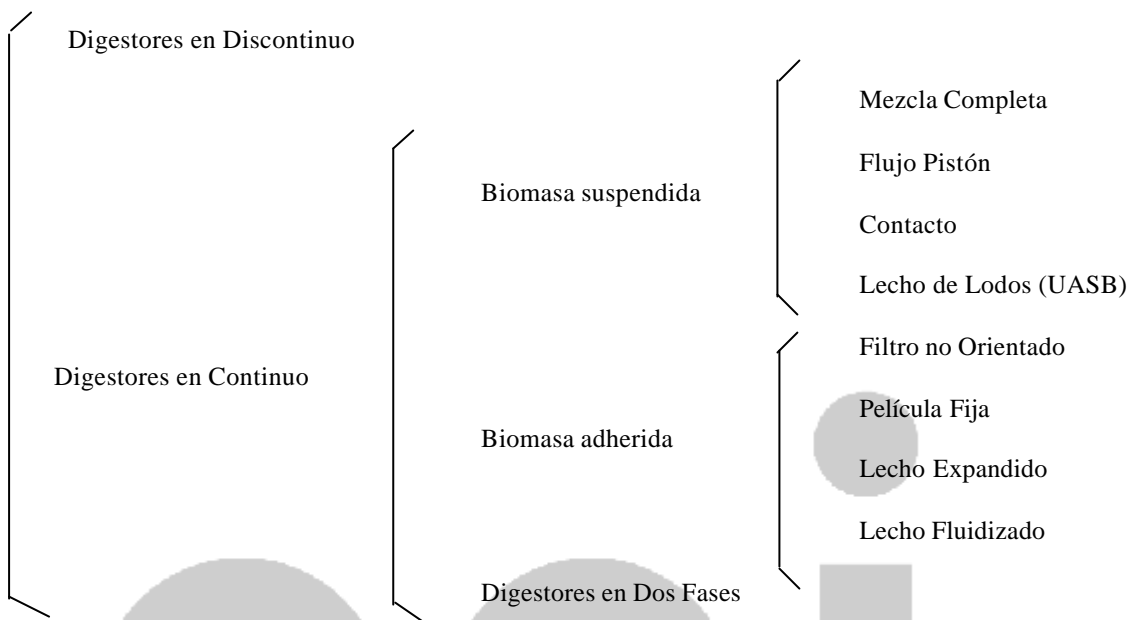 Digestores en Discontinuo
Digestores en Continuo
Biomasa suspendida
Mezcla Completa
Flujo Pistón
Contacto
Lecho de Lodos (UASB)
Biomasa adherida
Filtro no Orientado
Película Fija
Lecho Expandido
Lecho Fluidizado
Digestores en Dos Fases